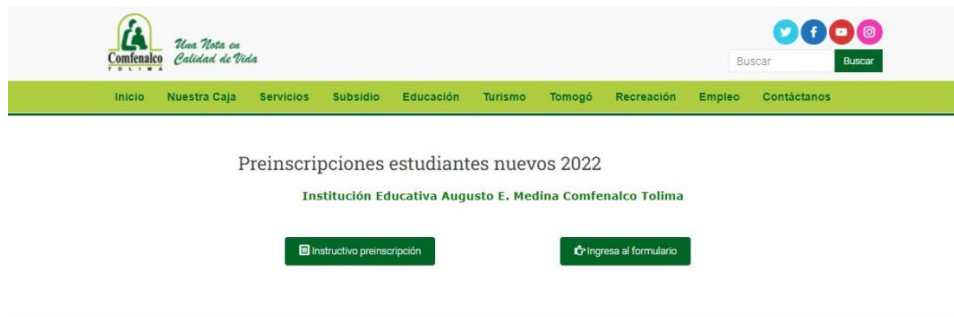 Comfenalco
TOLIMA
Una Nota en
Calidad de Vida
Buscar
Buscar
Inicio Nuestra Caja Servicios Subsidio Educación Turismo Tomogó Recreación Empleo Contáctanos
Preinscripciones estudiantes nuevos 2022
Institución Educativa Augusto E. Medina Comfenalco Tolima
Instructivo preinscripción
Ingresa al formulario